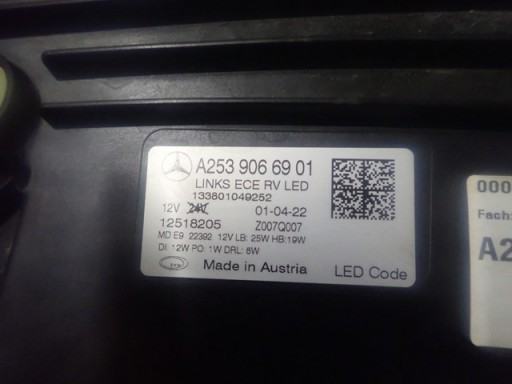 A253 906 69 01
LINKS ECE RV LED
133801049252
12V 24V 01-04-22
12518205 Z007Q007
MD E9 22392 12V LB: 25W HB:19W
DI: 12W PO: 1W DRL: 8W
Made in Austria LED Code
000
Fach:
A2